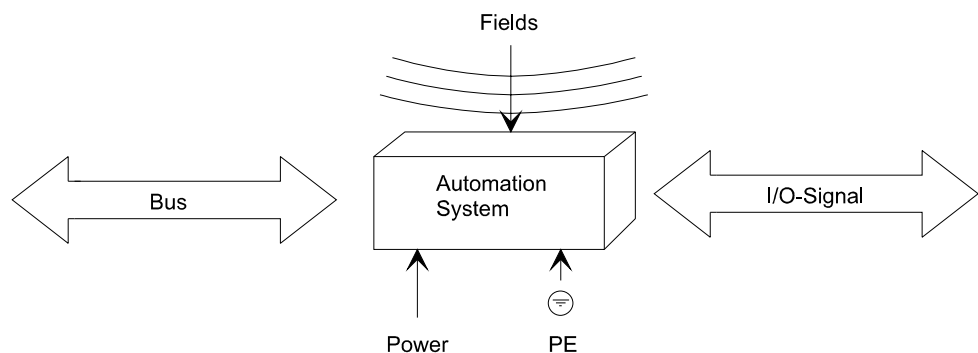 Fields
Automation
System
Bus
I/O-Signal
Power
PE